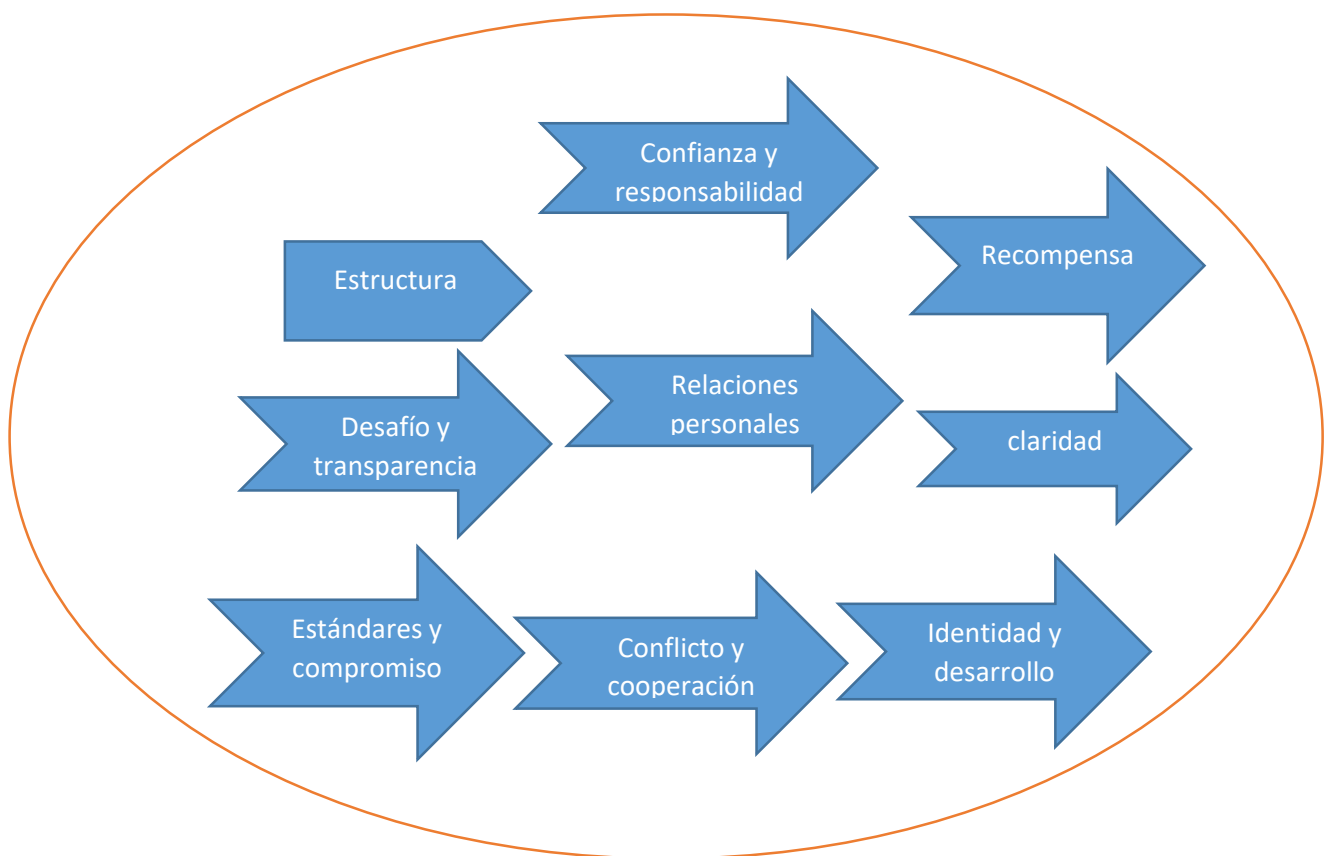 Confianza y
responsabilidad
Recompensa
Estructura
Relaciones
personales
Desafío y
transparencia
claridad
Estándares y
compromiso
Conflicto y
cooperación
Identidad y
desarrollo